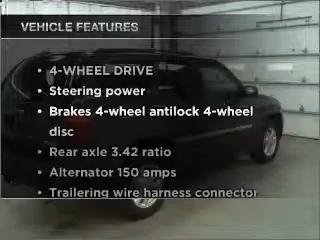 VEHICLE FEATURES
• 4-WHEEL DRIVE
• Steering power
• Brakes 4-wheel antilock 4-wheel
disc
• Rear axle 3.42 ratio
• Alternator 150 amps
• Trailering wire harness connector